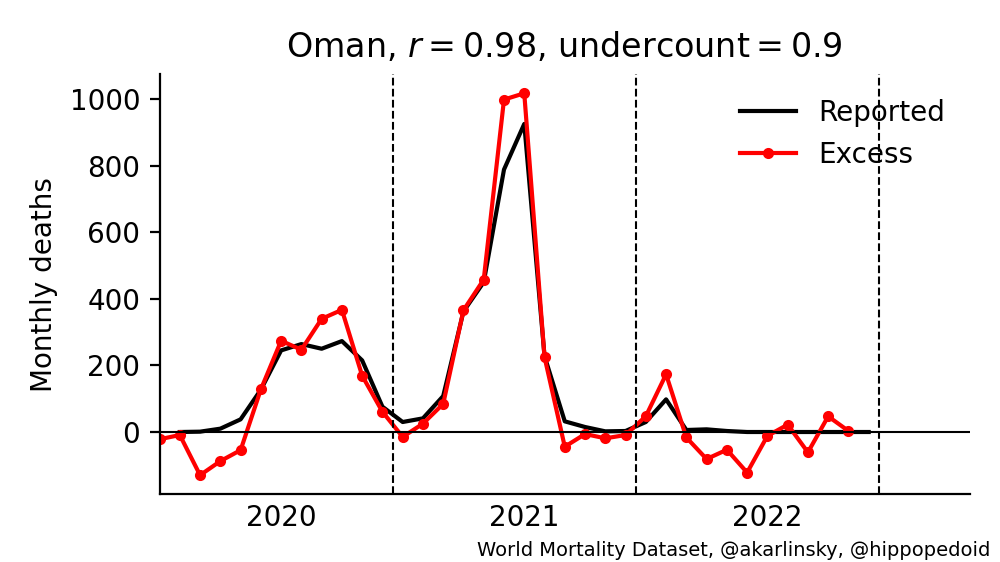 Oman, r = 0.98, undercount = 0.9
Monthly deaths
1000
800
600
400
200
0
Reported
Excess
2020 2021 2022
World Mortality Dataset, @akarlinsky, @hippopedoid